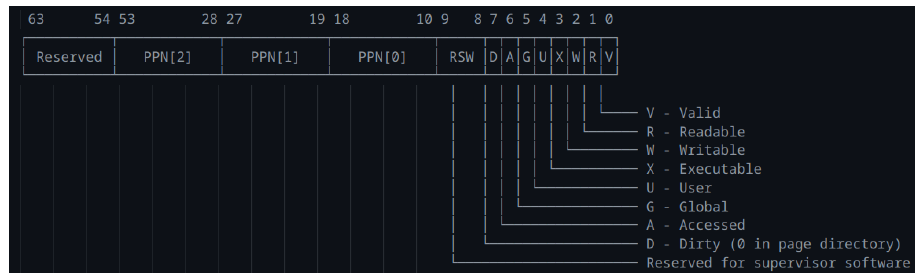 63 54 53 28 27 19 18 10 9 8 7 6 5 4 3 2 1 0
Reserved PPN[2] PPN[1] PPN[0] RSW D A G U X W R V
V - Valid
R - Readable
W - Writable
X - Executable
U - User
G - Global
A - Accessed
D - Dirty (0 in page directory)
Reserved for supervisor software